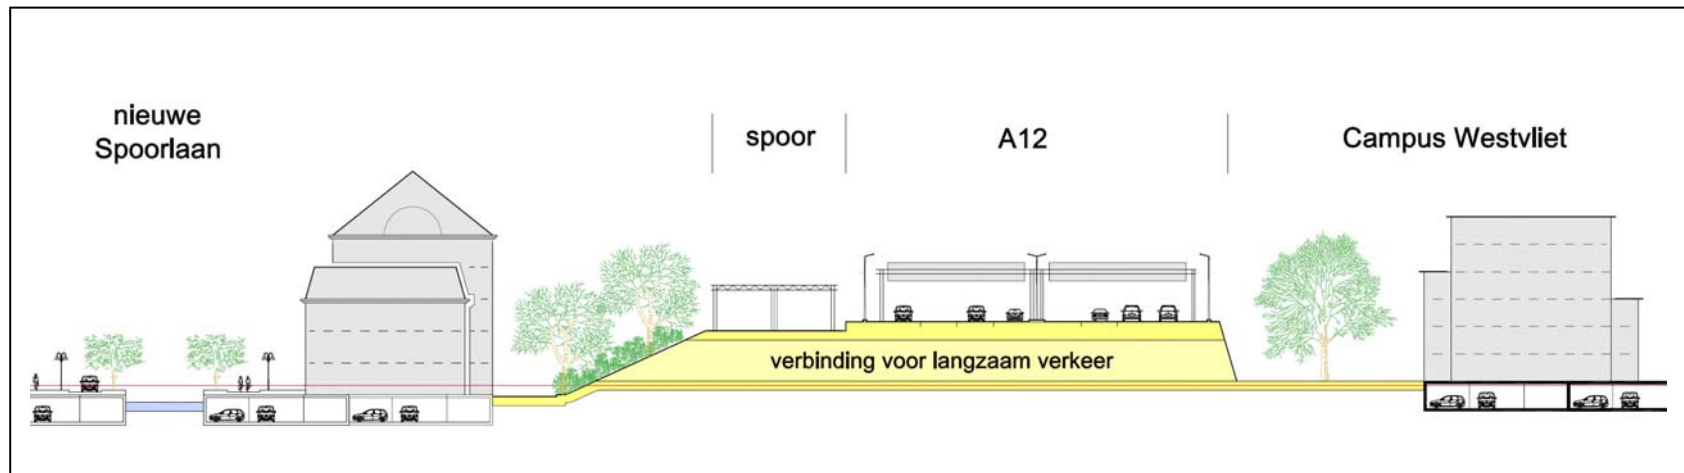 nieuwe
Spoorlaan
spoor
A12
Campus Westvliet
verbinding voor langzaam verkeer